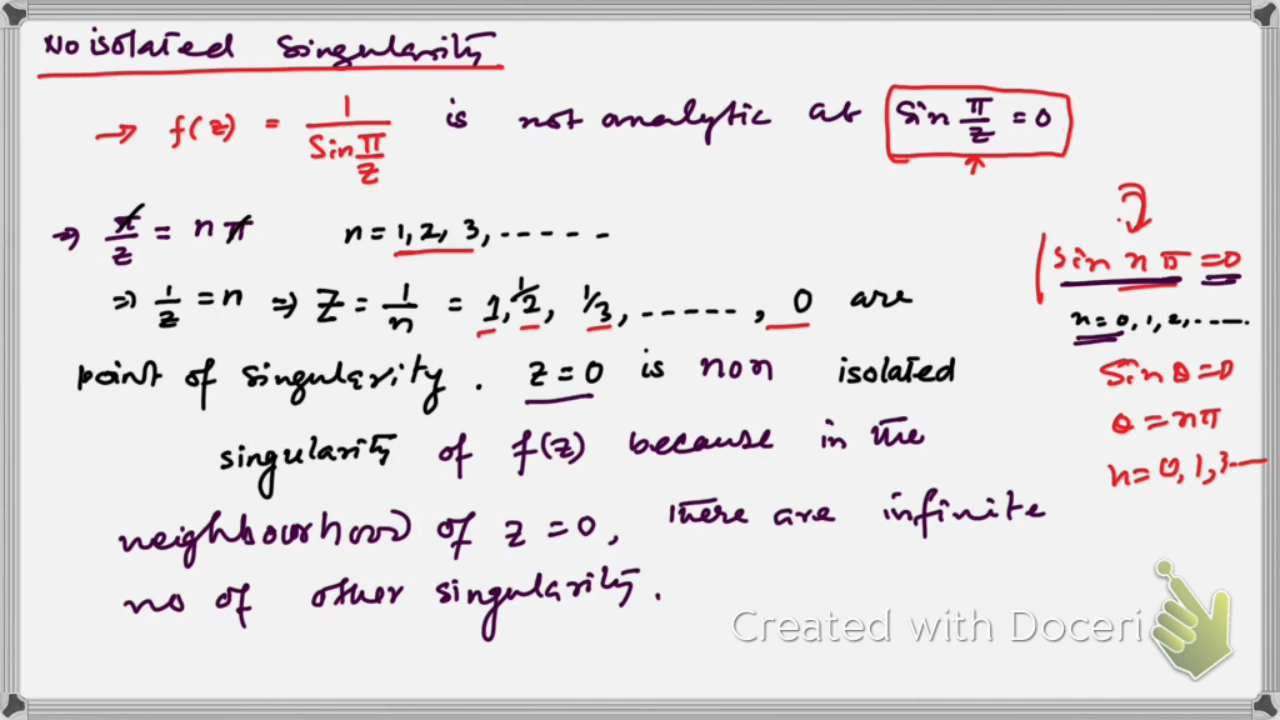 No isolated Singularity
→ f(z) = 1/Sin π/z is not analytic at Sin π/z = 0
⇒ π/z = n π n = 1, 2, 3, ------
⇒ 1/z = n ⇒ Z = 1/n = 1, 1/2, 1/3, ------, 0 are
point of singularity. z = 0 is non isolated
singularity of f(z) because in the
neighbourhood of z = 0, there are infinite
no of other singularity.
Sin n π = 0
n = 0, 1, 2, ------.
Sin θ = 0
θ = nπ
n = 0, 1, 3---
Created with Doceri